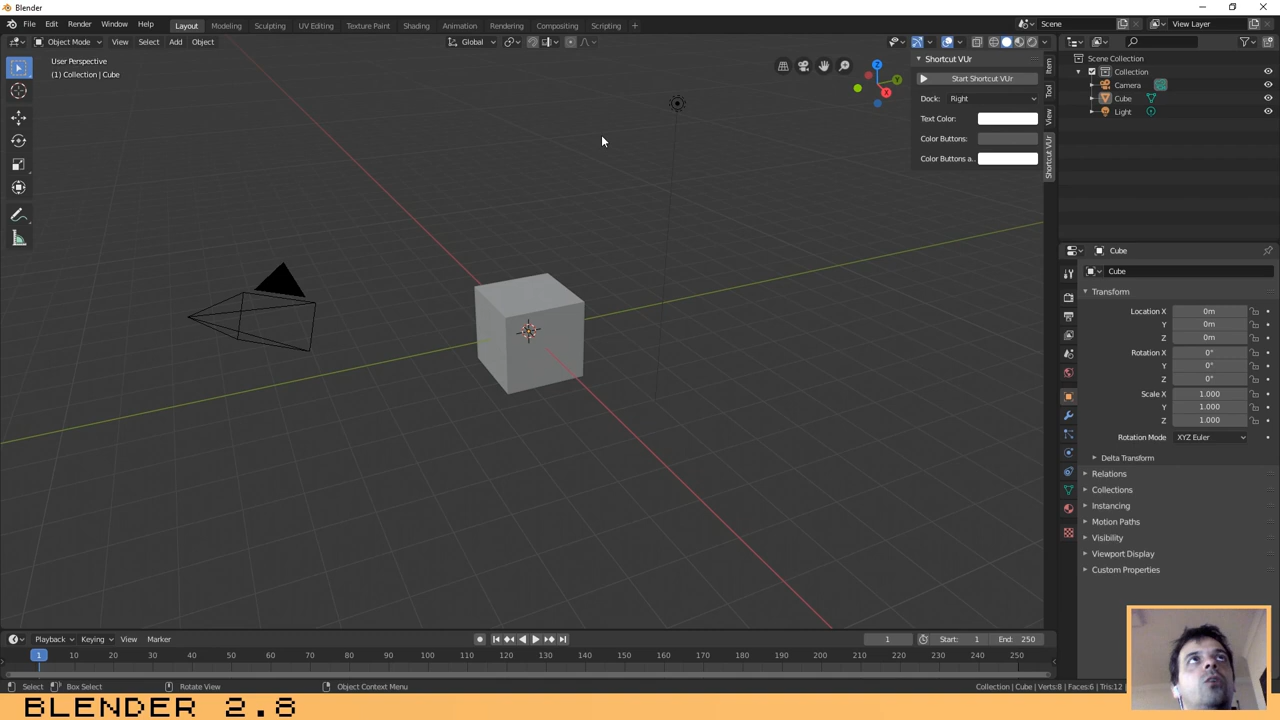 Blender
File Edit Render Window Help
Layout Modeling Sculpting UV Editing Texture Paint Shading Animation Rendering Compositing Scripting +
Scene
View Layer
Object Mode View Select Add Object
Global
User Perspective
(1) Collection | Cube
Z
Y
X
Shortcut VUr
Start Shortcut VUr
Dock: Right
Text Color:
Color Buttons:
Color Buttons a..
Item
Tool
View
Shortcut VUr
Scene Collection
Collection
Camera
Cube
Light
Cube
Cube
Transform
Location X 0m
Y 0m
Z 0m
Rotation X 0°
Y 0°
Z 0°
Scale X 1.000
Y 1.000
Z 1.000
Rotation Mode XYZ Euler
Delta Transform
Relations
Collections
Instancing
Motion Paths
Visibility
Viewport Display
Custom Properties
Playback Keying View Marker
1
Start: 1
End: 250
1 10 20 30 40 50 60 70 80 90 100 110 120 130 140 150 160 170 180 190 200 210 220 230 240 250
Select Box Select Rotate View Object Context Menu
Collection | Cube | Verts:8 | Faces:6 | Tris:12 |
BLENDER 2.8